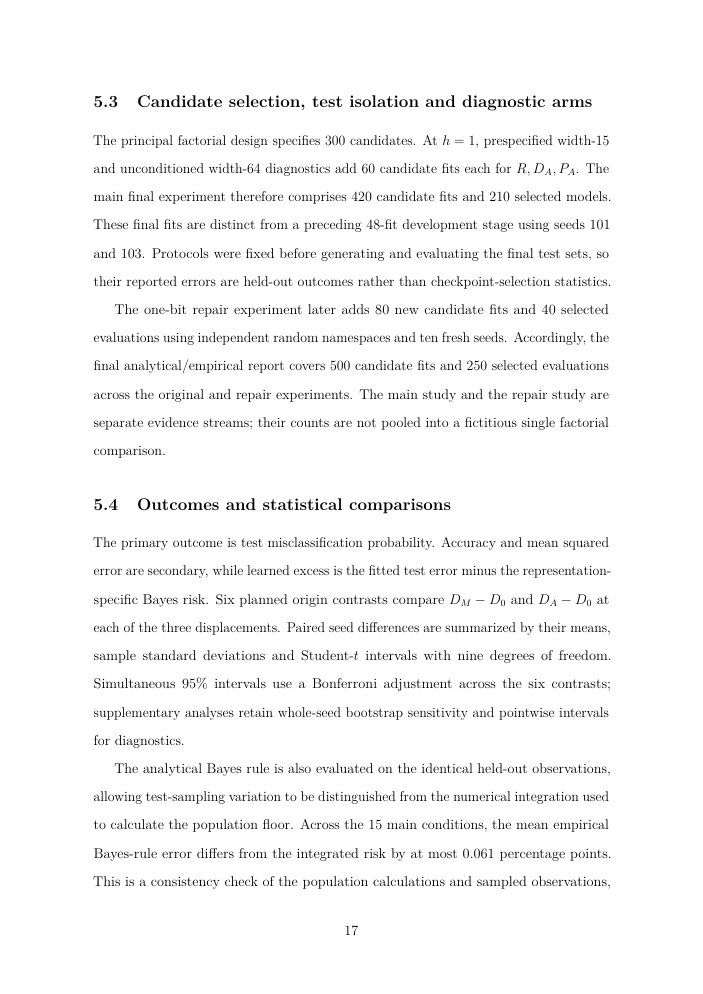 5.3 Candidate selection, test isolation and diagnostic arms
The principal factorial design specifies 300 candidates. At h = 1, prespecified width-15
and unconditioned width-64 diagnostics add 60 candidate fits each for R, D_A, P_A. The
main final experiment therefore comprises 420 candidate fits and 210 selected models.
These final fits are distinct from a preceding 48-fit development stage using seeds 101
and 103. Protocols were fixed before generating and evaluating the final test sets, so
their reported errors are held-out outcomes rather than checkpoint-selection statistics.
The one-bit repair experiment later adds 80 new candidate fits and 40 selected
evaluations using independent random namespaces and ten fresh seeds. Accordingly, the
final analytical/empirical report covers 500 candidate fits and 250 selected evaluations
across the original and repair experiments. The main study and the repair study are
separate evidence streams; their counts are not pooled into a fictitious single factorial
comparison.
5.4 Outcomes and statistical comparisons
The primary outcome is test misclassification probability. Accuracy and mean squared
error are secondary, while learned excess is the fitted test error minus the representation-
specific Bayes risk. Six planned origin contrasts compare D_M − D_0 and D_A − D_0 at
each of the three displacements. Paired seed differences are summarized by their means,
sample standard deviations and Student-t intervals with nine degrees of freedom.
Simultaneous 95% intervals use a Bonferroni adjustment across the six contrasts;
supplementary analyses retain whole-seed bootstrap sensitivity and pointwise intervals
for diagnostics.
The analytical Bayes rule is also evaluated on the identical held-out observations,
allowing test-sampling variation to be distinguished from the numerical integration used
to calculate the population floor. Across the 15 main conditions, the mean empirical
Bayes-rule error differs from the integrated risk by at most 0.061 percentage points.
This is a consistency check of the population calculations and sampled observations,
17